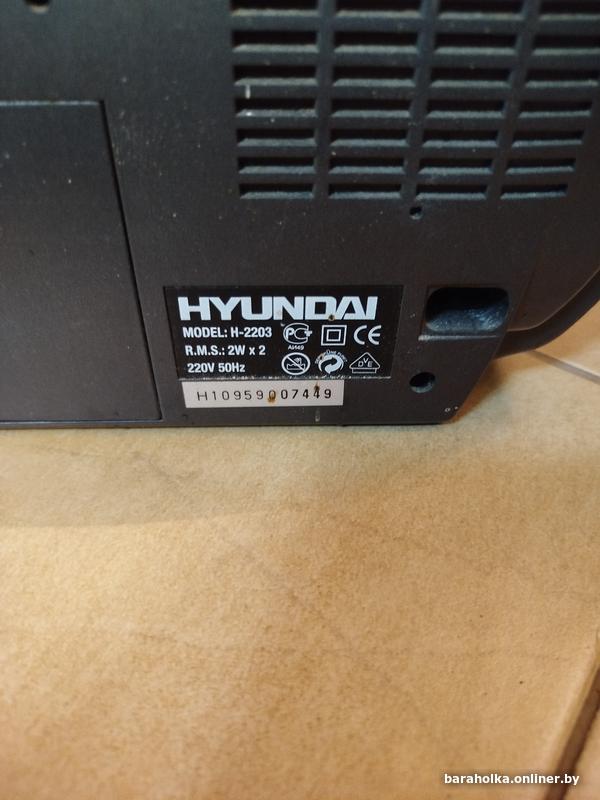 HYUNDAI
MODEL: H-2203
R.M.S.: 2W x 2
220V 50Hz
H10959007449
baraholka.onliner.by